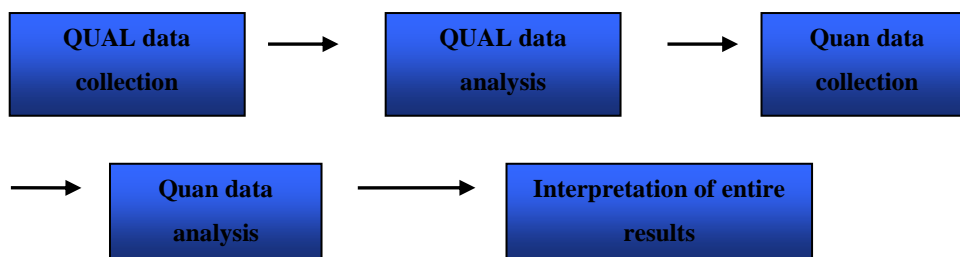 QUAL data
collection
QUAL data
analysis
Quan data
collection
Quan data
analysis
Interpretation of entire
results